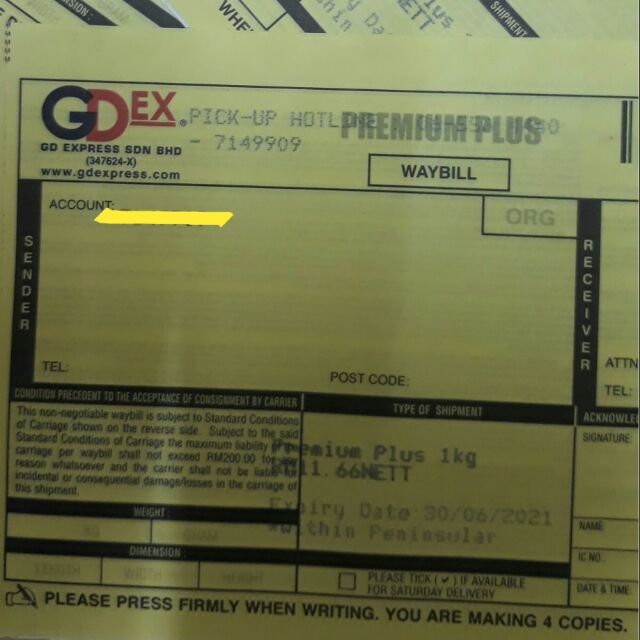 DIMENSION:
WHE
SHIPMENT
GDEX®
PICK-UP HOTLINE
PREMIUM PLUS
- 7149909
GD EXPRESS SDN BHD
(347624-X)
www.gdexpress.com
WAYBILL
SENDER
ACCOUNT:
ORG
RECEIVER
TEL:
POST CODE:
ATTN
TEL:
CONDITION PRECEDENT TO THE ACCEPTANCE OF CONSIGNMENT BY CARRIER
This non-negotiable waybill is subject to Standard Conditions
of Carriage shown on the reverse side. Subject to the said
Standard Conditions of Carriage the maximum liability of the
carriage per waybill shall not exceed RM200.00 for any
reason whatsoever and the carrier shall not be liable for
incidental or consequential damage/losses in the carriage of
this shipment.
TYPE OF SHIPMENT
Premium Plus 1kg
RM11.66NETT
Expiry Date 30/06/2021
*Within Peninsular
ACKNOWLE
SIGNATURE
NAME:
IC NO.:
DATE & TIME:
WEIGHT:
KG
GRAM
DIMENSION:
LENGTH
WIDTH
HEIGHT
PLEASE TICK (✓) IF AVAILABLE
FOR SATURDAY DELIVERY
PLEASE PRESS FIRMLY WHEN WRITING. YOU ARE MAKING 4 COPIES.